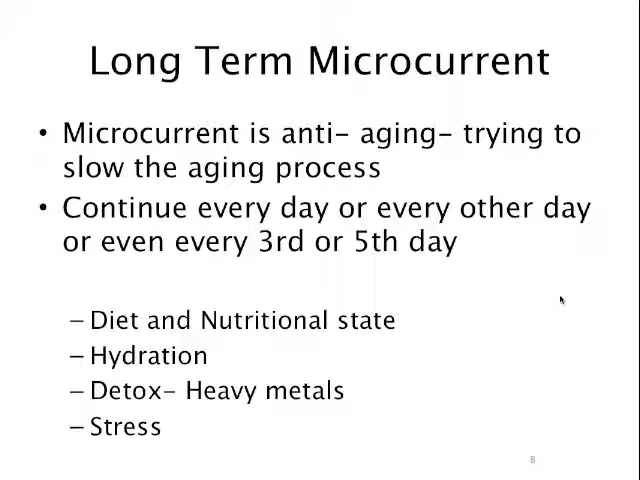 Long Term Microcurrent
• Microcurrent is anti- aging- trying to
slow the aging process
• Continue every day or every other day
or even every 3rd or 5th day
– Diet and Nutritional state
– Hydration
– Detox- Heavy metals
– Stress
8